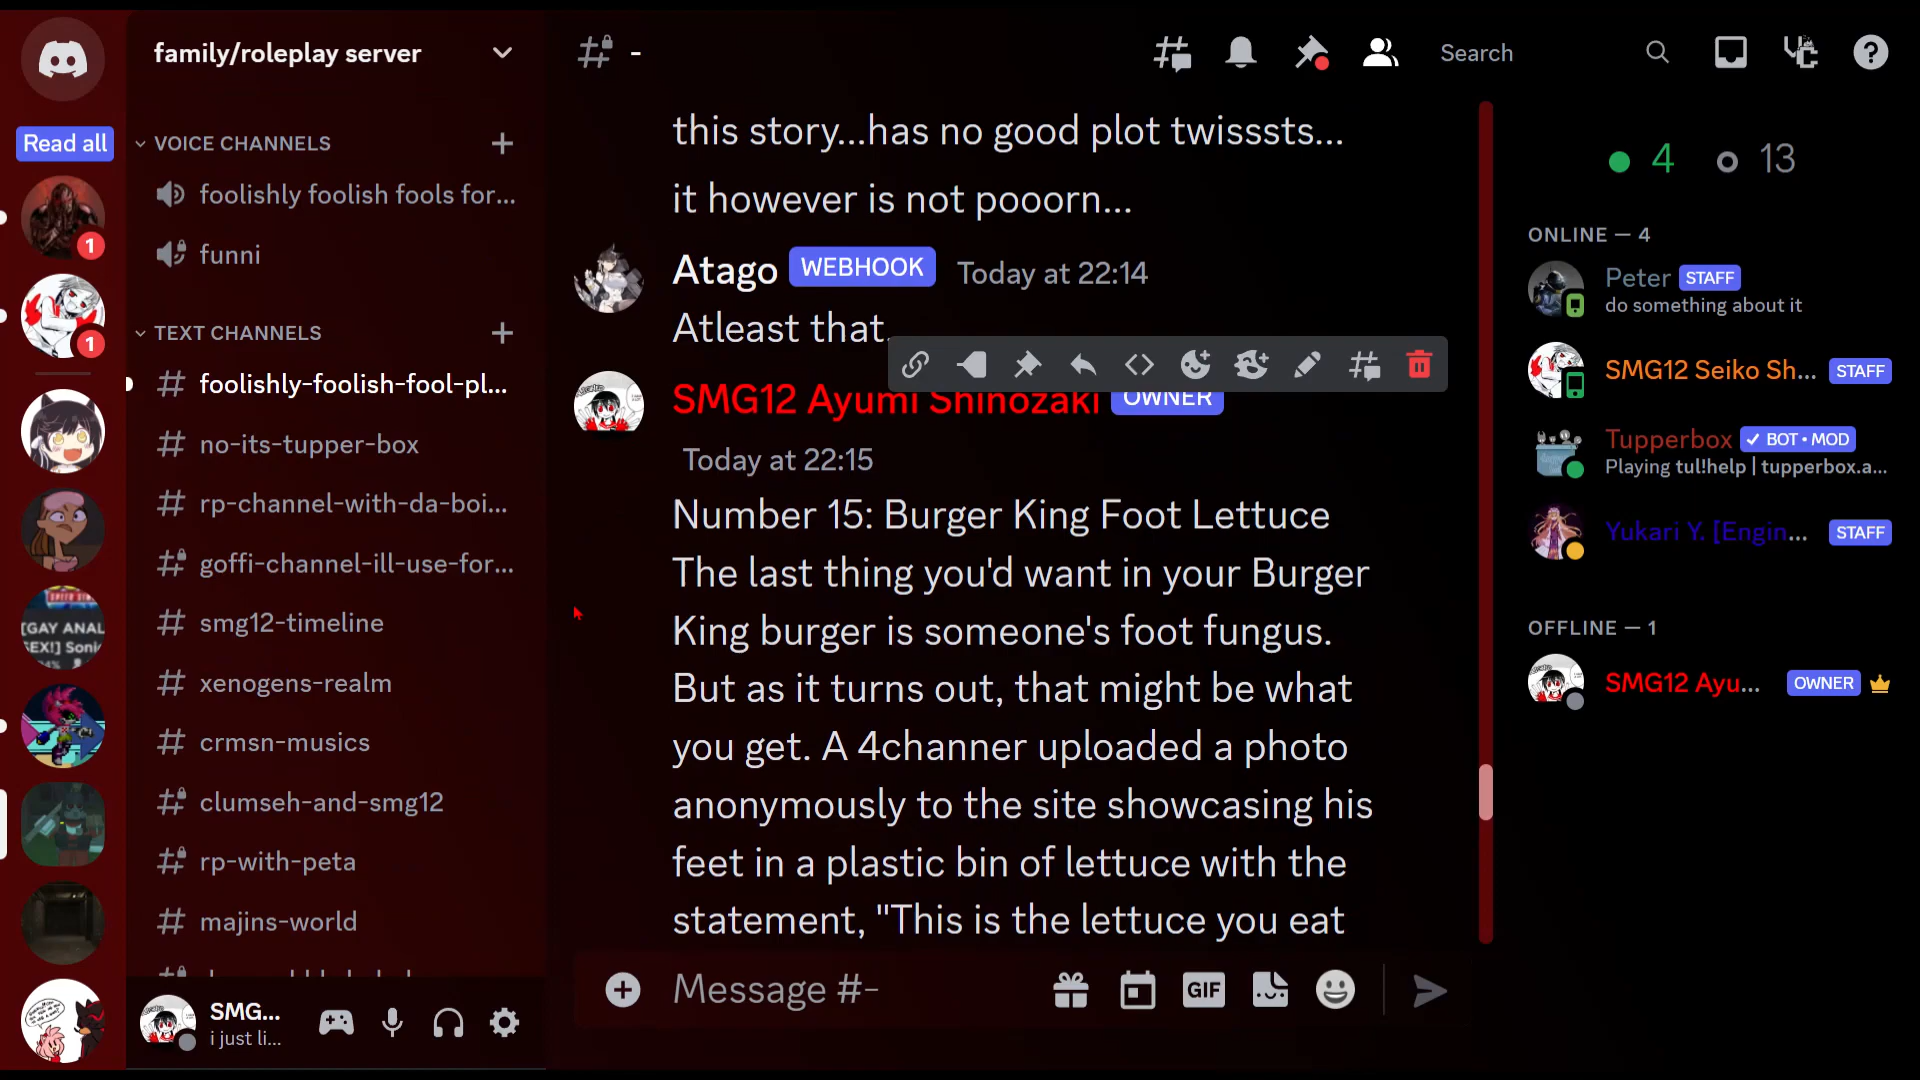 family/roleplay server
-
Search
Read all
VOICE CHANNELS
foolishly foolish fools for...
funni
TEXT CHANNELS
foolishly-foolish-fool-pl...
no-its-tupper-box
rp-channel-with-da-boi...
goffi-channel-ill-use-for...
smg12-timeline
xenogens-realm
crmsn-musics
clumseh-and-smg12
rp-with-peta
majins-world
1
1
[GAY ANAL
SEX!] Soni
SMG...
i just li...
this story...has no good plot twisssts...
it however is not pooorn...
Atago WEBHOOK Today at 22:14
Atleast that.
SMG12 Ayumi Shinozaki OWNER
Today at 22:15
Number 15: Burger King Foot Lettuce
The last thing you'd want in your Burger
King burger is someone's foot fungus.
But as it turns out, that might be what
you get. A 4channer uploaded a photo
anonymously to the site showcasing his
feet in a plastic bin of lettuce with the
statement, "This is the lettuce you eat
Message #-
GIF
4 13
ONLINE — 4
Peter STAFF
do something about it
SMG12 Seiko Sh... STAFF
Tupperbox BOT • MOD
Playing tul!help | tupperbox.a...
Yukari Y. [Engin... STAFF
OFFLINE — 1
SMG12 Ayu... OWNER